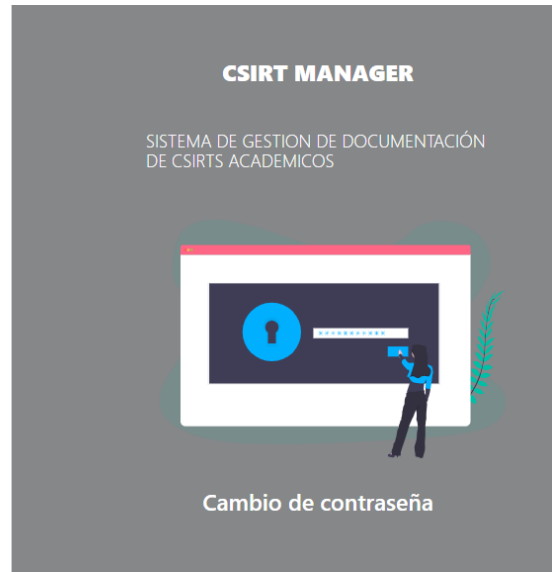 CSIRT MANAGER
SISTEMA DE GESTION DE DOCUMENTACIÓN
DE CSIRTS ACADEMICOS
Cambio de contraseña